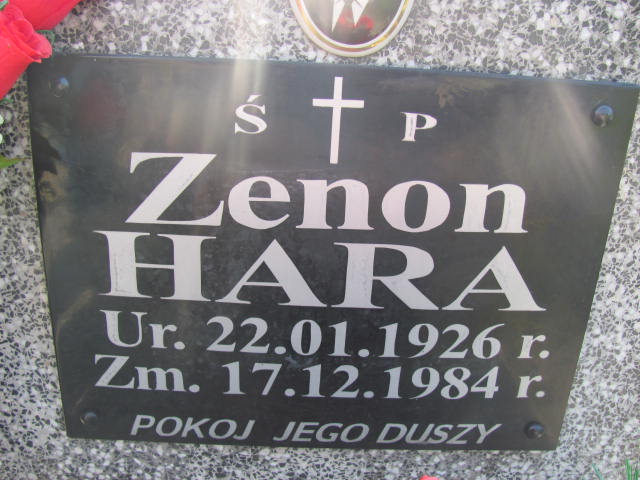 Ś P
Zenon
HARA
Ur. 22.01.1926 r.
Zm. 17.12.1984 r.
POKOJ JEGO DUSZY